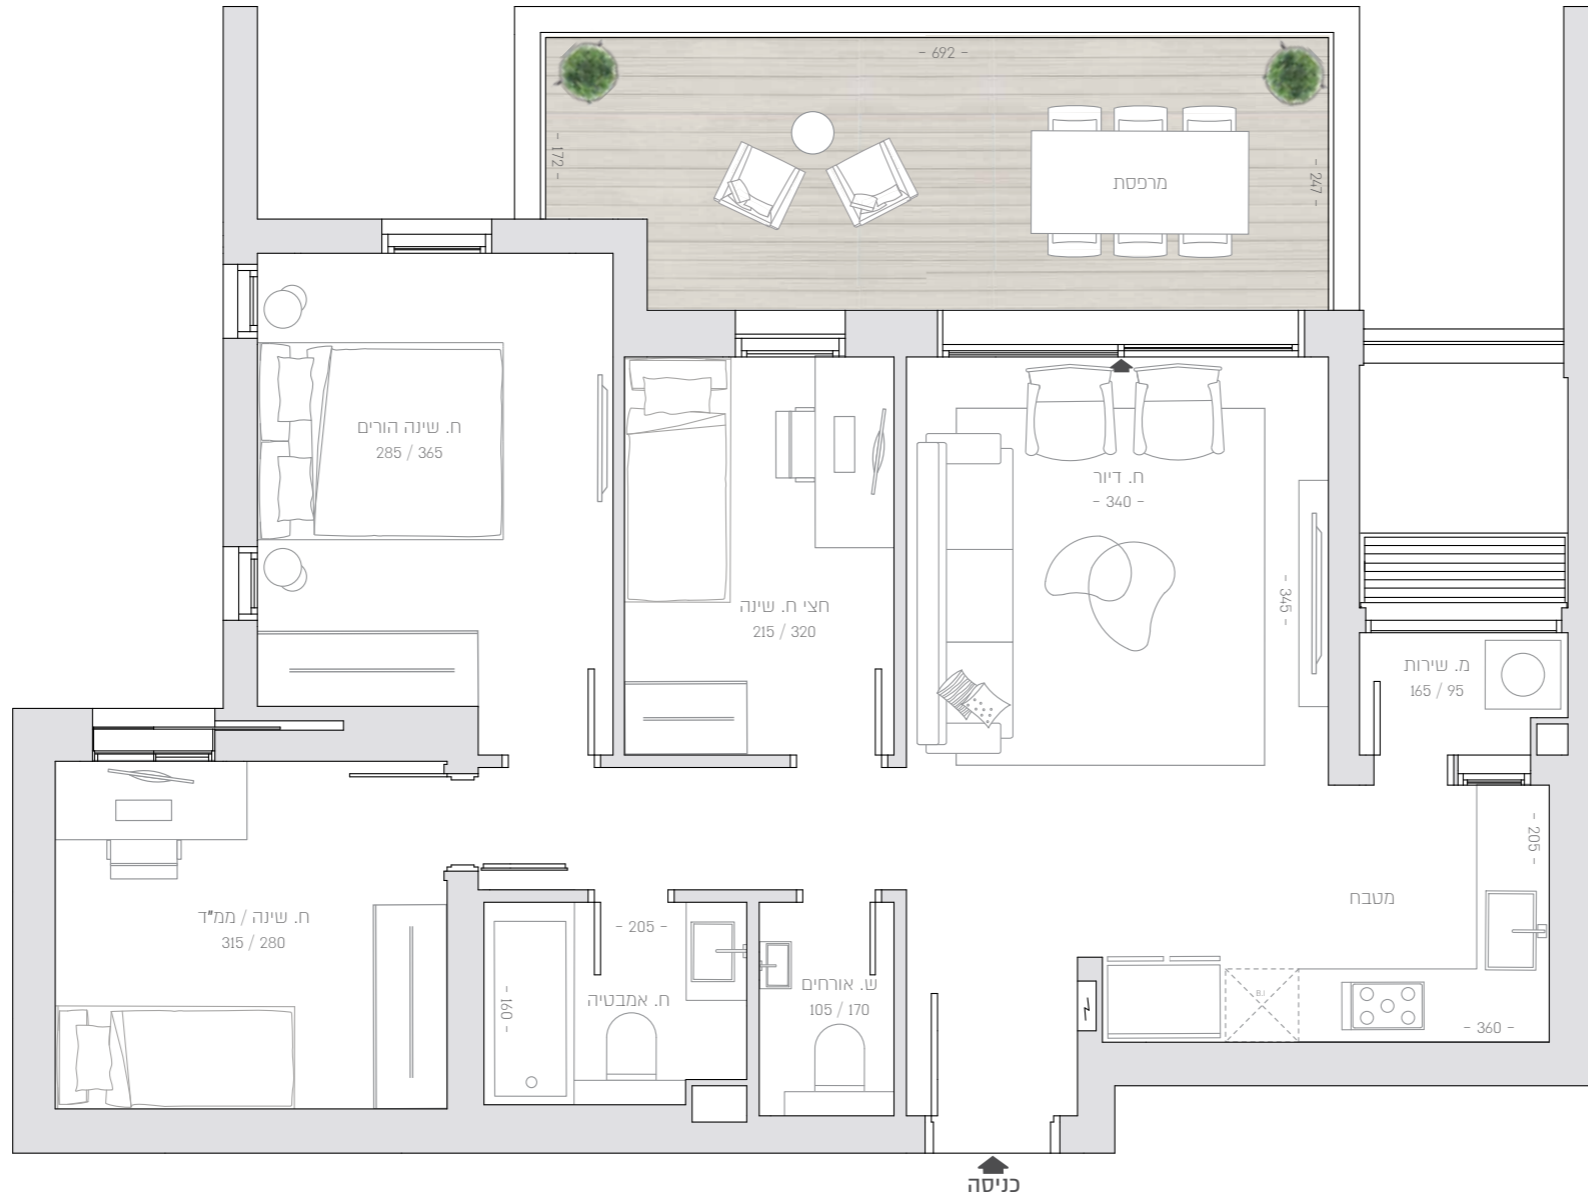 - 692 -
- 172 -
- 247 -
מרפסת
ח. שינה הורים
285 / 365
ח. דיור
- 340 -
- 345 -
חצי ח. שינה
215 / 320
מ. שירות
165 / 95
- 205 -
מטבח
- 360 -
ח. שינה / ממ"ד
315 / 280
- 205 -
- 160 -
ח. אמבטיה
ש. אורחים
105 / 170
כניסה